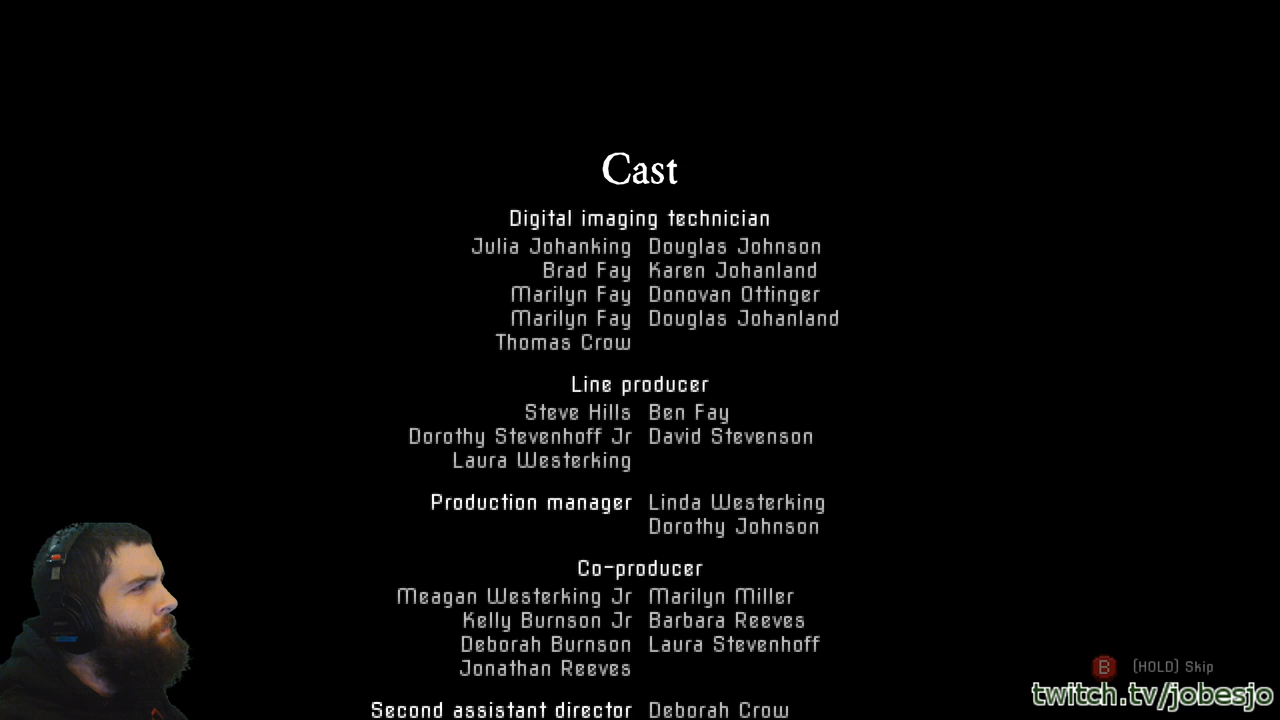 Cast
Digital imaging technician
Julia Johanking Douglas Johnson
Brad Fay Karen Johanland
Marilyn Fay Donovan Ottinger
Marilyn Fay Douglas Johanland
Thomas Crow
Line producer
Steve Hills Ben Fay
Dorothy Stevenhoff Jr David Stevenson
Laura Westerking
Production manager Linda Westerking
Dorothy Johnson
Co-producer
Meagan Westerking Jr Marilyn Miller
Kelly Burnson Jr Barbara Reeves
Deborah Burnson Laura Stevenhoff
Jonathan Reeves
Second assistant director Deborah Crow
B (HOLD) Skip
twitch.tv/jobesjo